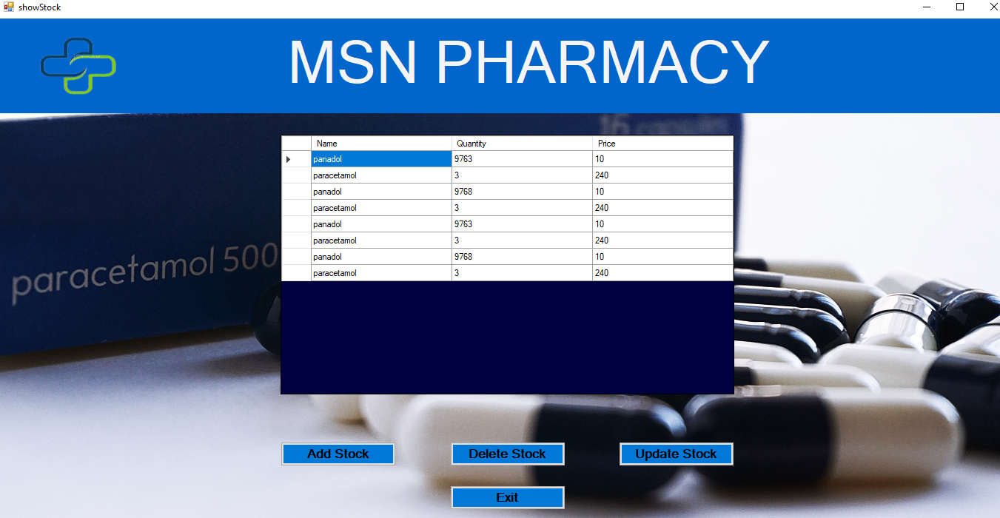 showStock
MSN PHARMACY
16 capsules
Name Quantity Price
panadol 9763 10
paracetamol 3 240
panadol 9768 10
paracetamol 3 240
panadol 9763 10
paracetamol 3 240
panadol 9768 10
paracetamol 3 240
paracetamol 500
Add Stock Delete Stock Update Stock
Exit